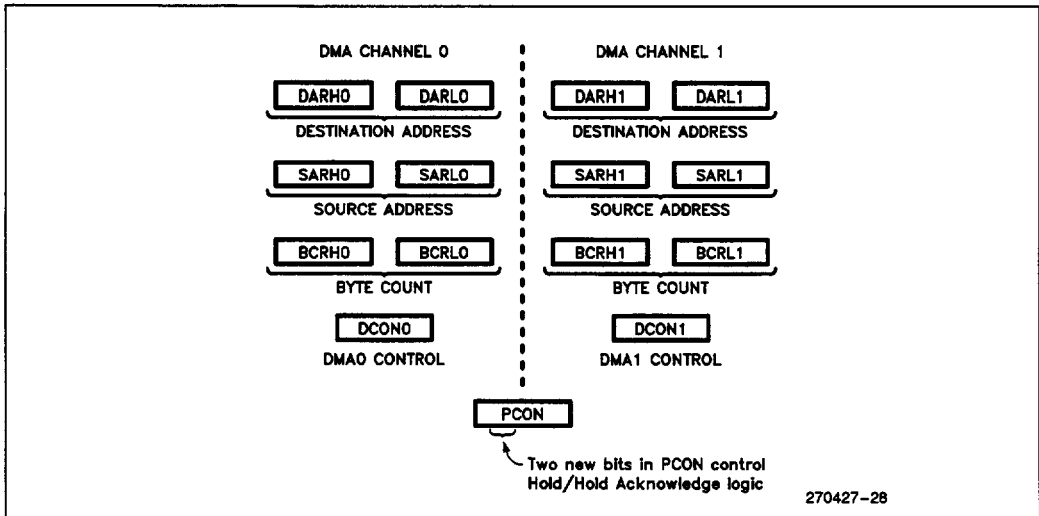 DMA CHANNEL 0
DMA CHANNEL 1
DARH0
DARL0
DARH1
DARL1
DESTINATION ADDRESS
DESTINATION ADDRESS
SARH0
SARL0
SARH1
SARL1
SOURCE ADDRESS
SOURCE ADDRESS
BCRH0
BCRL0
BCRH1
BCRL1
BYTE COUNT
BYTE COUNT
DCON0
DCON1
DMA0 CONTROL
DMA1 CONTROL
PCON
Two new bits in PCON control
Hold/Hold Acknowledge logic
270427-28